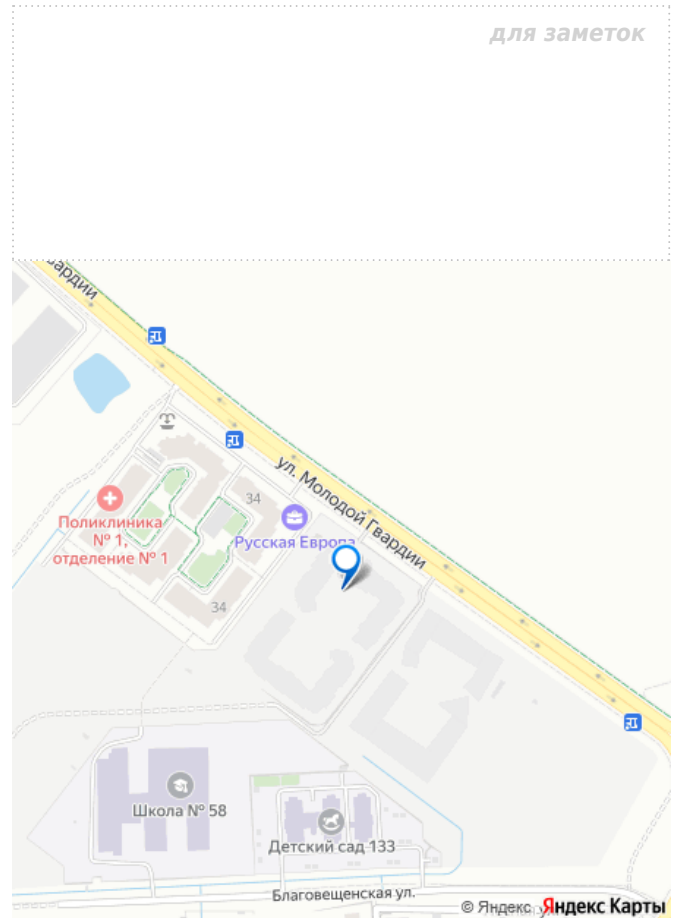 для заметок
вардии
ул. Молодой Гвардии
34
Поликлиника
№ 1,
отделение № 1
Русская Европа
34
Школа № 58
Детский сад 133
Благовещенская ул.
© Яндекс Яндекс Карты